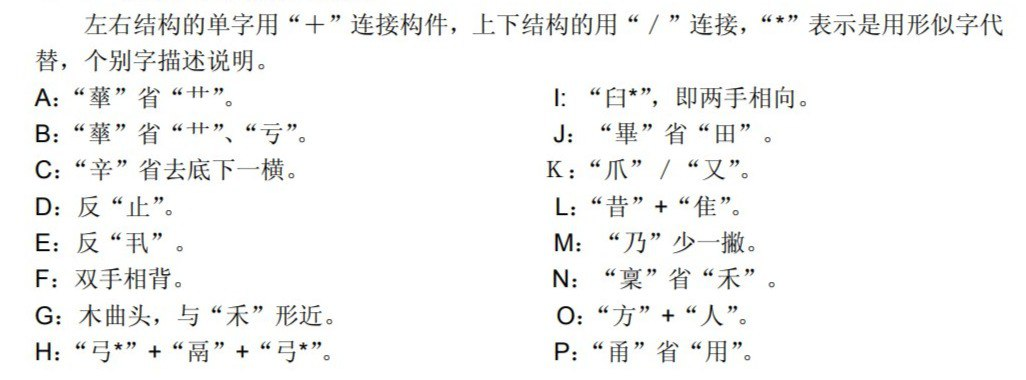 左右结构的单字用“＋”连接构件，上下结构的用“/”连接，“*”表示是用形似字代
替，个别字描述说明。
A：“蕐”省“艹”。
I: “臼*”，即两手相向。
B：“蕐”省“艹”、“亏”。
J：“畢”省“田”。
C：“辛”省去底下一横。
K：“爪”/“又”。
D：反“止”。
L：“昔”+“隹”。
E：反“丮”。
M：“乃”少一撇。
F：双手相背。
N：“稟”省“禾”。
G：木曲头，与“禾”形近。
O：“方”+“人”。
H：“弓*”+“鬲”+“弓*”。
P：“甬”省“用”。